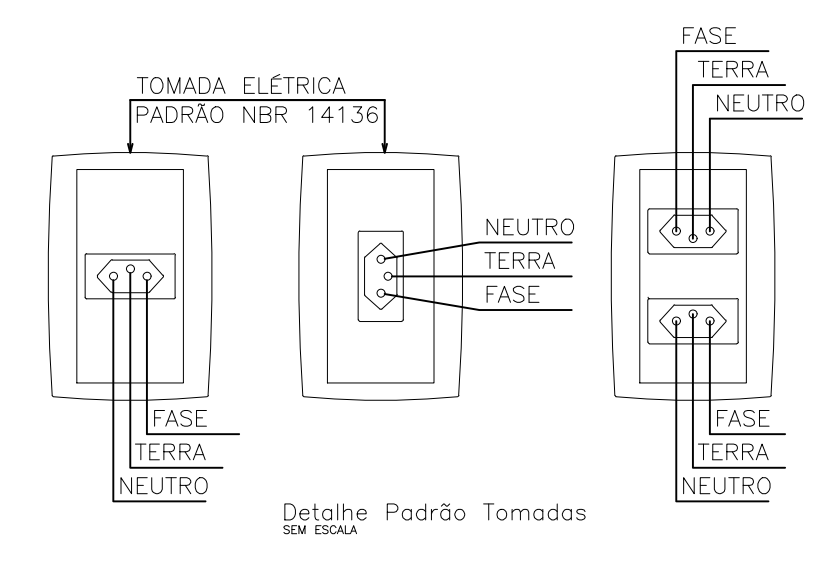 FASE
TERRA
NEUTRO
TOMADA ELÉTRICA
PADRÃO NBR 14136
NEUTRO
TERRA
FASE
FASE
TERRA
NEUTRO
FASE
TERRA
NEUTRO
Detalhe Padrão Tomadas
SEM ESCALA